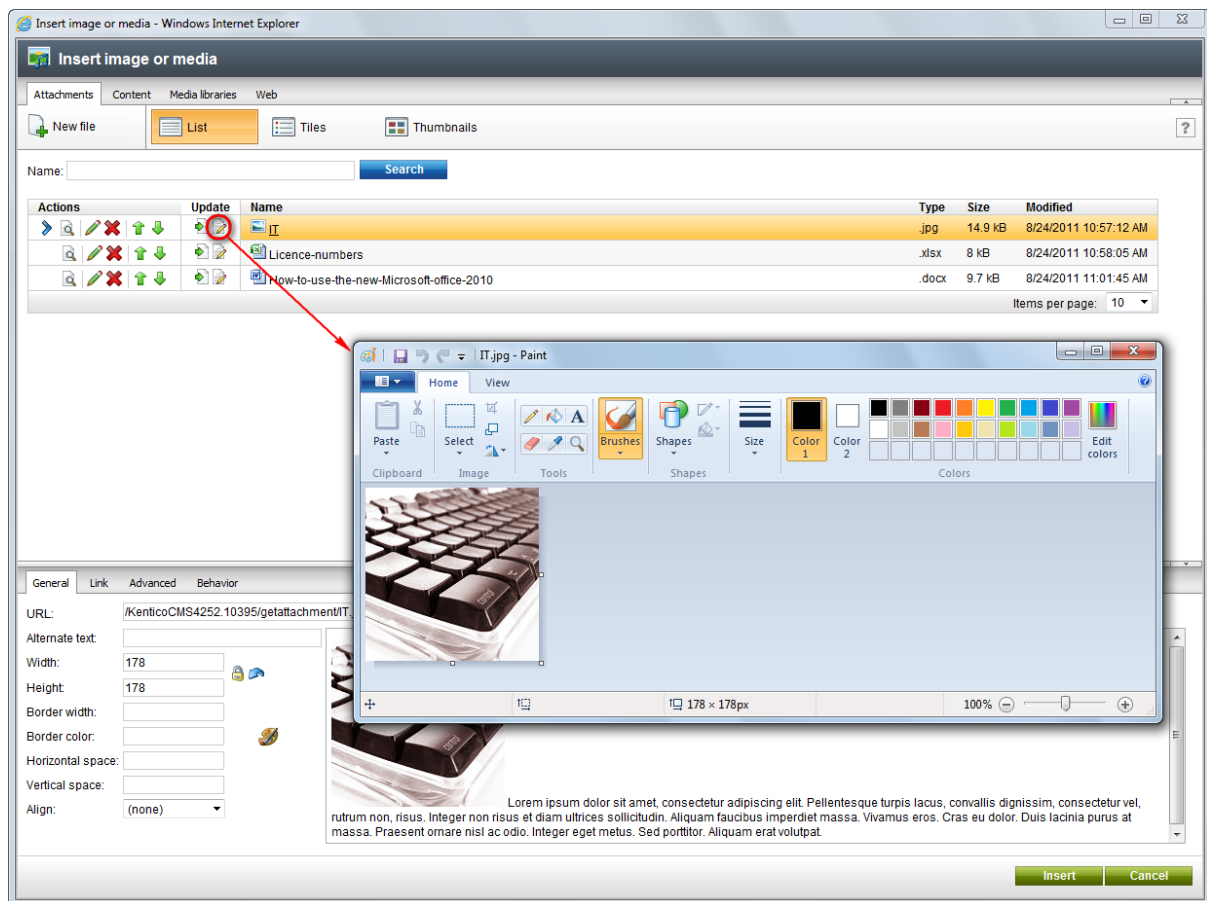 Insert image or media - Windows Internet Explorer
Insert image or media
Attachments Content Media libraries Web
New file List Tiles Thumbnails ?
Name: Search
Actions Update Name Type Size Modified
IT .jpg 14.9 kB 8/24/2011 10:57:12 AM
Licence-numbers .xlsx 8 kB 8/24/2011 10:58:05 AM
How-to-use-the-new-Microsoft-office-2010 .docx 9.7 kB 8/24/2011 11:01:45 AM
Items per page: 10
IT.jpg - Paint
Home View
Paste Select Brushes Shapes Size Color 1 Color 2 Edit colors
Clipboard Image Tools Shapes Colors
control
178 × 178px 100%
General Link Advanced Behavior
URL: /KenticoCMS4252.10395/getattachment/IT.
Alternate text:
Width: 178
Height: 178
Border width:
Border color:
Horizontal space:
Vertical space:
Align: (none)
control
Lorem ipsum dolor sit amet, consectetur adipiscing elit. Pellentesque turpis lacus, convallis dignissim, consectetur vel,
rutrum non, risus. Integer non risus et diam ultrices sollicitudin. Aliquam faucibus imperdiet massa. Vivamus eros. Cras eu dolor. Duis lacinia purus at
massa. Praesent ornare nisl ac odio. Integer eget metus. Sed porttitor. Aliquam erat volutpat.
Insert Cancel